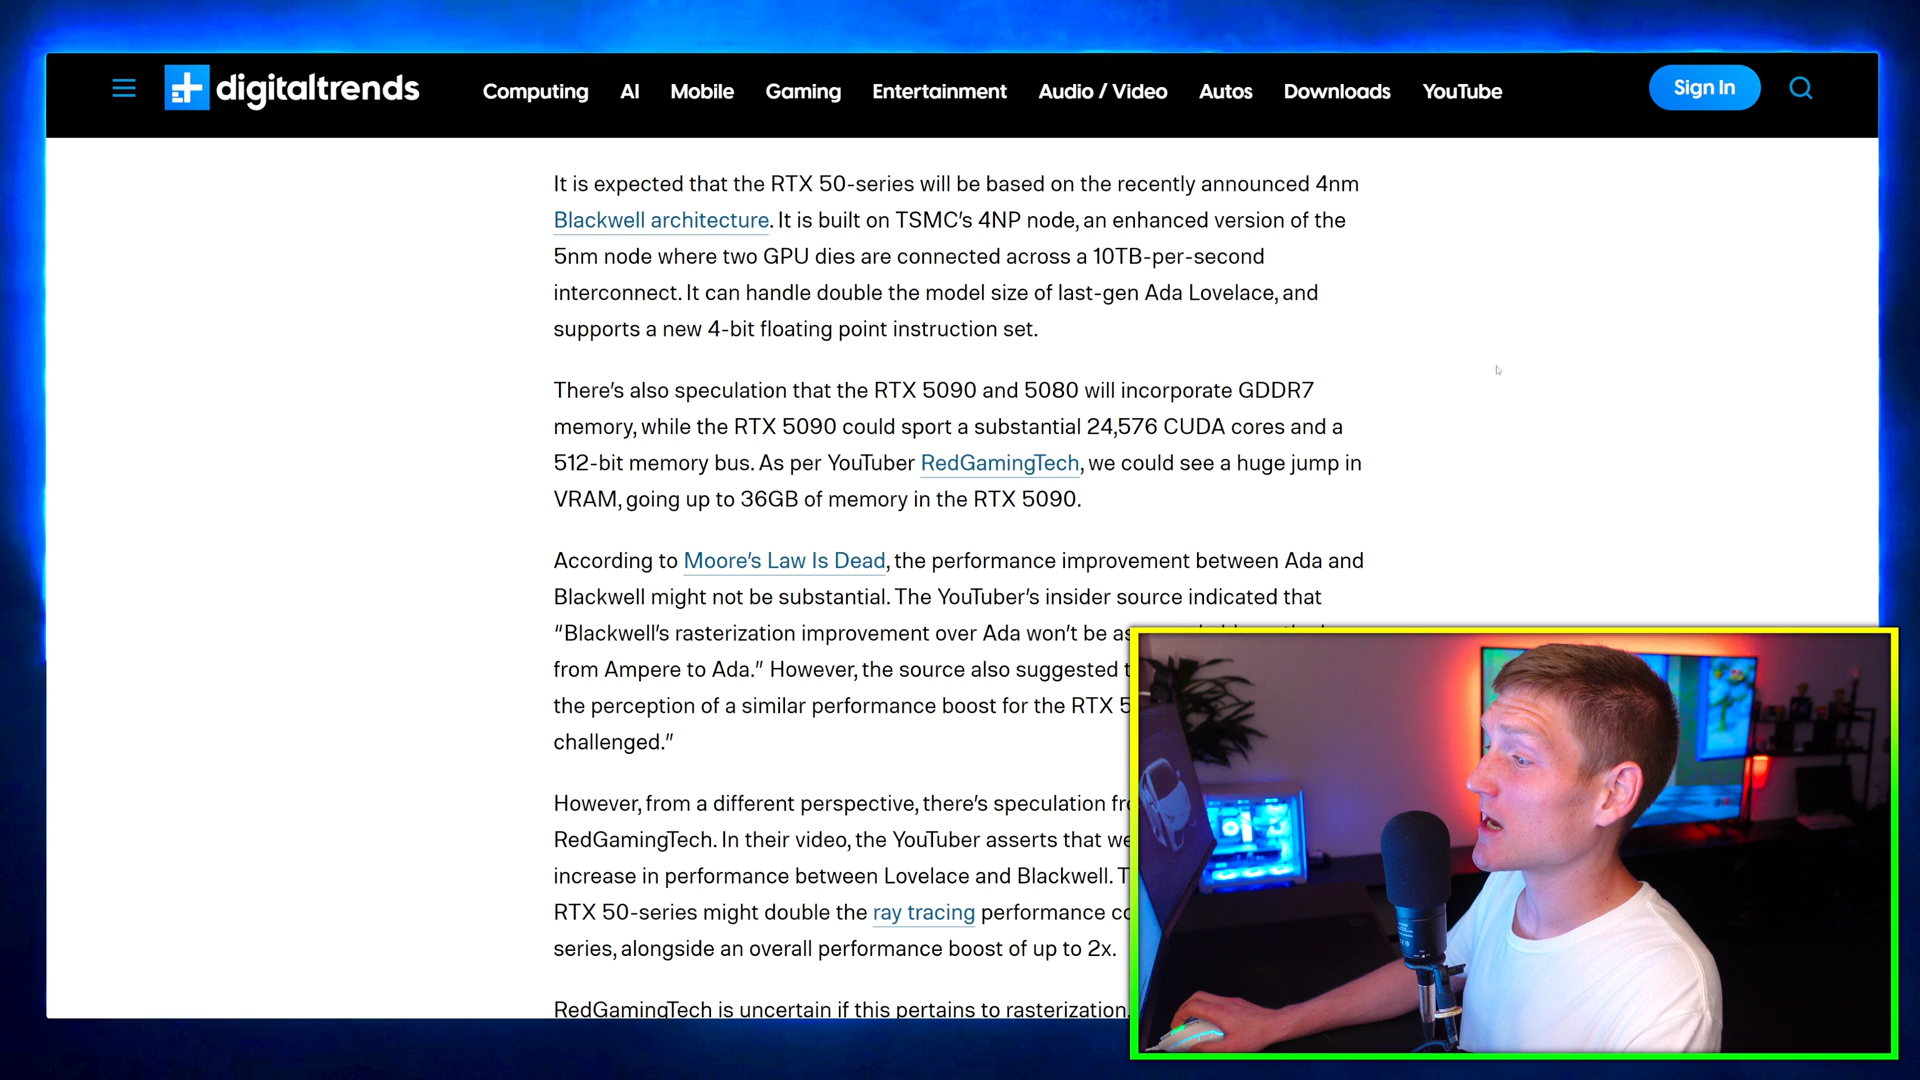 digitaltrends
Computing AI Mobile Gaming Entertainment Audio / Video Autos Downloads YouTube Sign In
It is expected that the RTX 50-series will be based on the recently announced 4nm
Blackwell architecture. It is built on TSMC's 4NP node, an enhanced version of the
5nm node where two GPU dies are connected across a 10TB-per-second
interconnect. It can handle double the model size of last-gen Ada Lovelace, and
supports a new 4-bit floating point instruction set.
There's also speculation that the RTX 5090 and 5080 will incorporate GDDR7
memory, while the RTX 5090 could sport a substantial 24,576 CUDA cores and a
512-bit memory bus. As per YouTuber RedGamingTech, we could see a huge jump in
VRAM, going up to 36GB of memory in the RTX 5090.
According to Moore's Law Is Dead, the performance improvement between Ada and
Blackwell might not be substantial. The YouTuber's insider source indicated that
“Blackwell's rasterization improvement over Ada won't be as
from Ampere to Ada.” However, the source also suggested
the perception of a similar performance boost for the RTX
challenged.”
However, from a different perspective, there's speculation
RedGamingTech. In their video, the YouTuber asserts that we
increase in performance between Lovelace and Blackwell.
RTX 50-series might double the ray tracing performance
series, alongside an overall performance boost of up to 2x.
RedGamingTech is uncertain if this pertains to rasterization